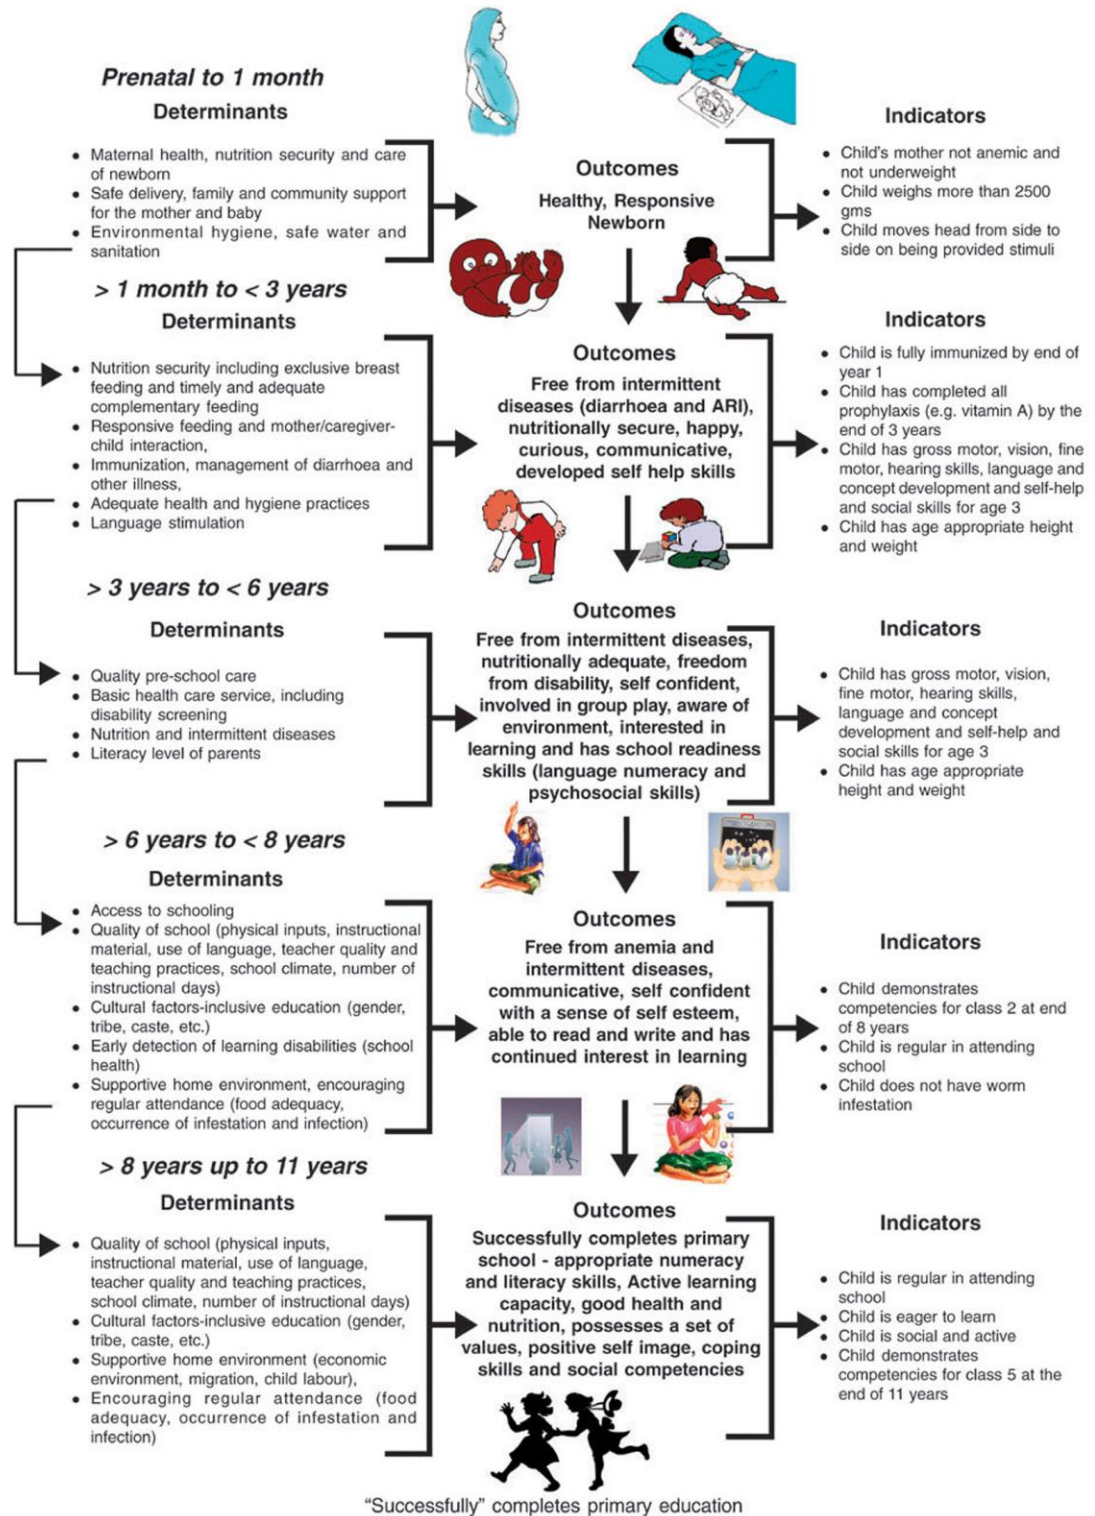 Prenatal to 1 month
Determinants
• Maternal health, nutrition security and care
of newborn
• Safe delivery, family and community support
for the mother and baby
• Environmental hygiene, safe water and
sanitation
Outcomes
Healthy, Responsive
Newborn
Indicators
• Child's mother not anemic and
not underweight
• Child weighs more than 2500
gms
• Child moves head from side to
side on being provided stimuli
> 1 month to < 3 years
Determinants
• Nutrition security including exclusive breast
feeding and timely and adequate
complementary feeding
• Responsive feeding and mother/caregiver-
child interaction,
• Immunization, management of diarrhoea and
other illness,
• Adequate health and hygiene practices
• Language stimulation
Outcomes
Free from intermittent
diseases (diarrhoea and ARI),
nutritionally secure, happy,
curious, communicative,
developed self help skills
Indicators
• Child is fully immunized by end of
year 1
• Child has completed all
prophylaxis (e.g. vitamin A) by the
end of 3 years
• Child has gross motor, vision, fine
motor, hearing skills, language and
concept development and self-help
and social skills for age 3
• Child has age appropriate height
and weight
> 3 years to < 6 years
Determinants
• Quality pre-school care
• Basic health care service, including
disability screening
• Nutrition and intermittent diseases
• Literacy level of parents
Outcomes
Free from intermittent diseases,
nutritionally adequate, freedom
from disability, self confident,
involved in group play, aware of
environment, interested in
learning and has school readiness
skills (language numeracy and
psychosocial skills)
Indicators
• Child has gross motor, vision,
fine motor, hearing skills,
language and concept
development and self-help and
social skills for age 3
• Child has age appropriate
height and weight
> 6 years to < 8 years
Determinants
• Access to schooling
• Quality of school (physical inputs, instructional
material, use of language, teacher quality and
teaching practices, school climate, number of
instructional days)
• Cultural factors-inclusive education (gender,
tribe, caste, etc.)
• Early detection of learning disabilities (school
health)
• Supportive home environment, encouraging
regular attendance (food adequacy,
occurrence of infestation and infection)
Outcomes
Free from anemia and
intermittent diseases,
communicative, self confident
with a sense of self esteem,
able to read and write and has
continued interest in learning
Indicators
• Child demonstrates
competencies for class 2 at end
of 8 years
• Child is regular in attending
school
• Child does not have worm
infestation
> 8 years up to 11 years
Determinants
• Quality of school (physical inputs,
instructional material, use of language,
teacher quality and teaching practices,
school climate, number of instructional days)
• Cultural factors-inclusive education (gender,
tribe, caste, etc.)
• Supportive home environment (economic
environment, migration, child labour),
• Encouraging regular attendance (food
adequacy, occurrence of infestation and
infection)
Outcomes
Successfully completes primary
school - appropriate numeracy
and literacy skills, Active learning
capacity, good health and
nutrition, possesses a set of
values, positive self image, coping
skills and social competencies
Indicators
• Child is regular in attending
school
• Child is eager to learn
• Child is social and active
• Child demonstrates
competencies for class 5 at the
end of 11 years
“Successfully” completes primary education